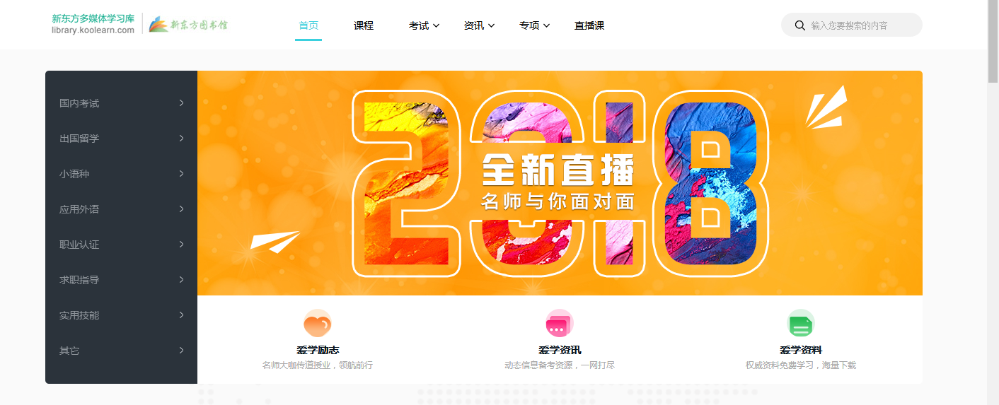 新东方多媒体学习库
library.koolearn.com
新东方图书馆
首页 课程 考试 资讯 专项 直播课
输入您要搜索的内容
国内考试
出国留学
小语种
应用外语
职业认证
求职指导
实用技能
其它
2018
全新直播
名师与你面对面
爱学励志
名师大咖传道授业，领航前行
爱学资讯
动态信息备考资源，一网打尽
爱学资料
权威资料免费学习，海量下载